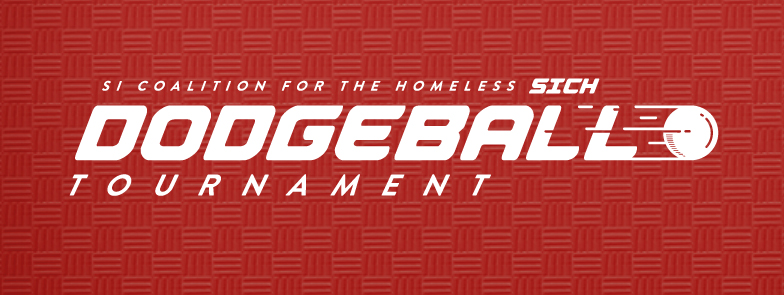 SI COALITION FOR THE HOMELESS SICH
DODGEBALL
TOURNAMENT